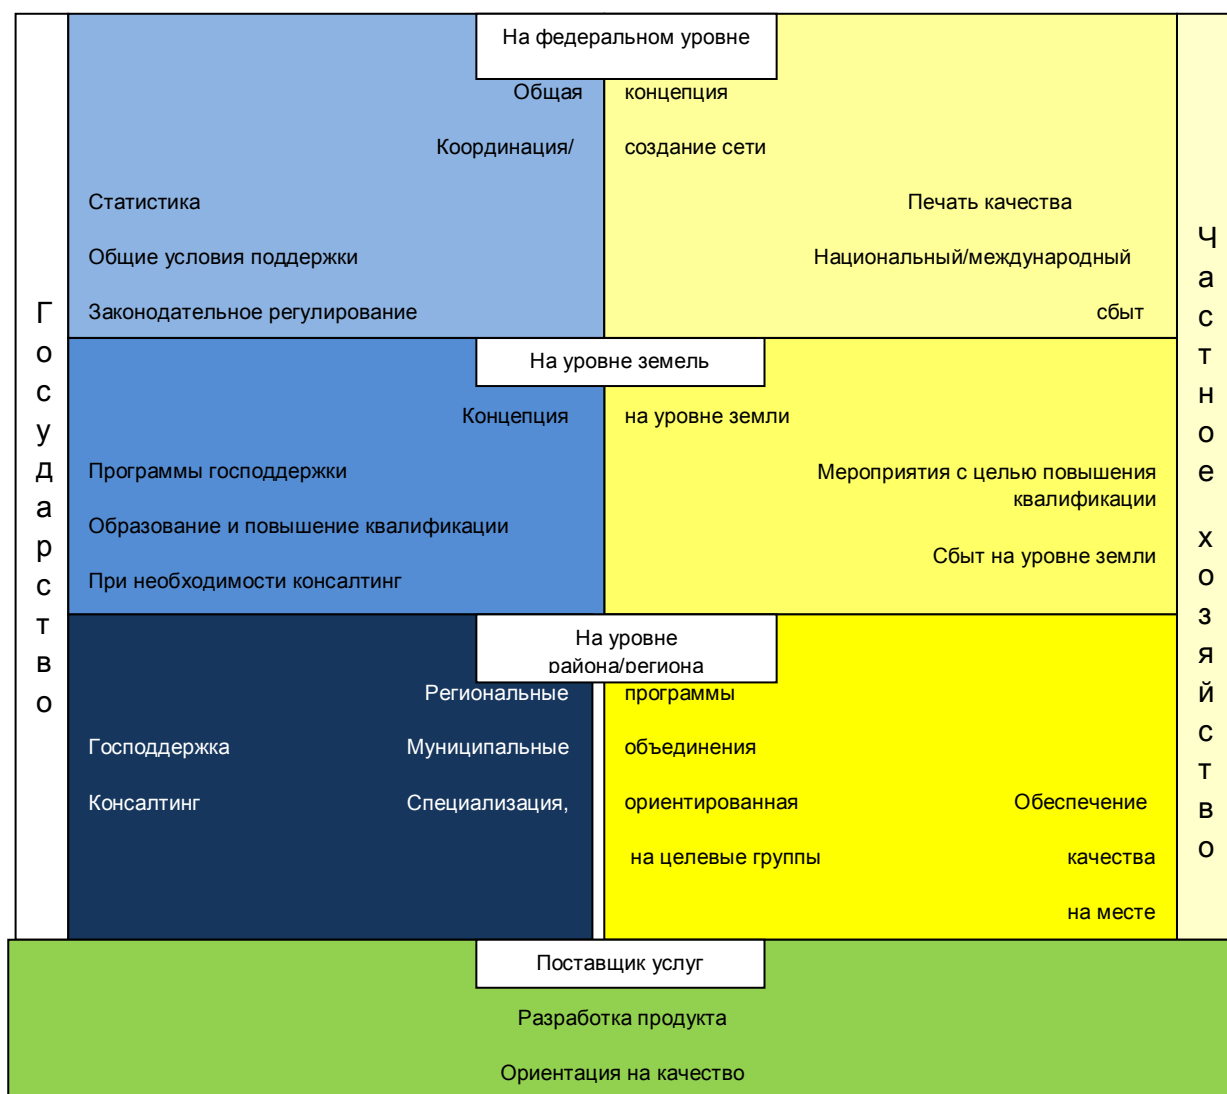 На федеральном уровне
Общая концепция
Координация/ создание сети
Статистика
Печать качества
Общие условия поддержки
Национальный/международный
Законодательное регулирование
сбыт
Государство
Частное хозяйство
На уровне земель
Концепция на уровне земли
Программы господдержки
Мероприятия с целью повышения
квалификации
Образование и повышение квалификации
Сбыт на уровне земли
При необходимости консалтинг
На уровне
района/региона
Региональные программы
Господдержка Муниципальные объединения
Консалтинг Специализация, ориентированная Обеспечение
на целевые группы качества
на месте
Поставщик услуг
Разработка продукта
Ориентация на качество